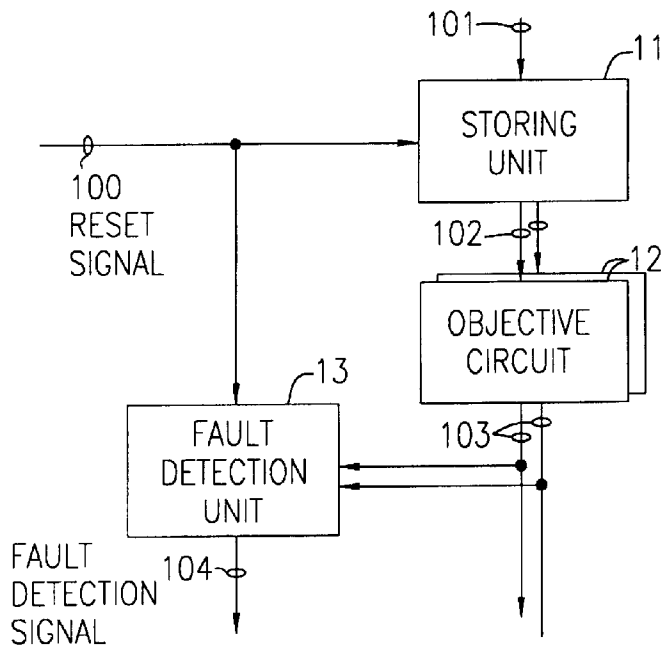 101
11
STORING
UNIT
100
RESET
SIGNAL
102
12
OBJECTIVE
CIRCUIT
13
103
FAULT
DETECTION
UNIT
104
FAULT
DETECTION
SIGNAL